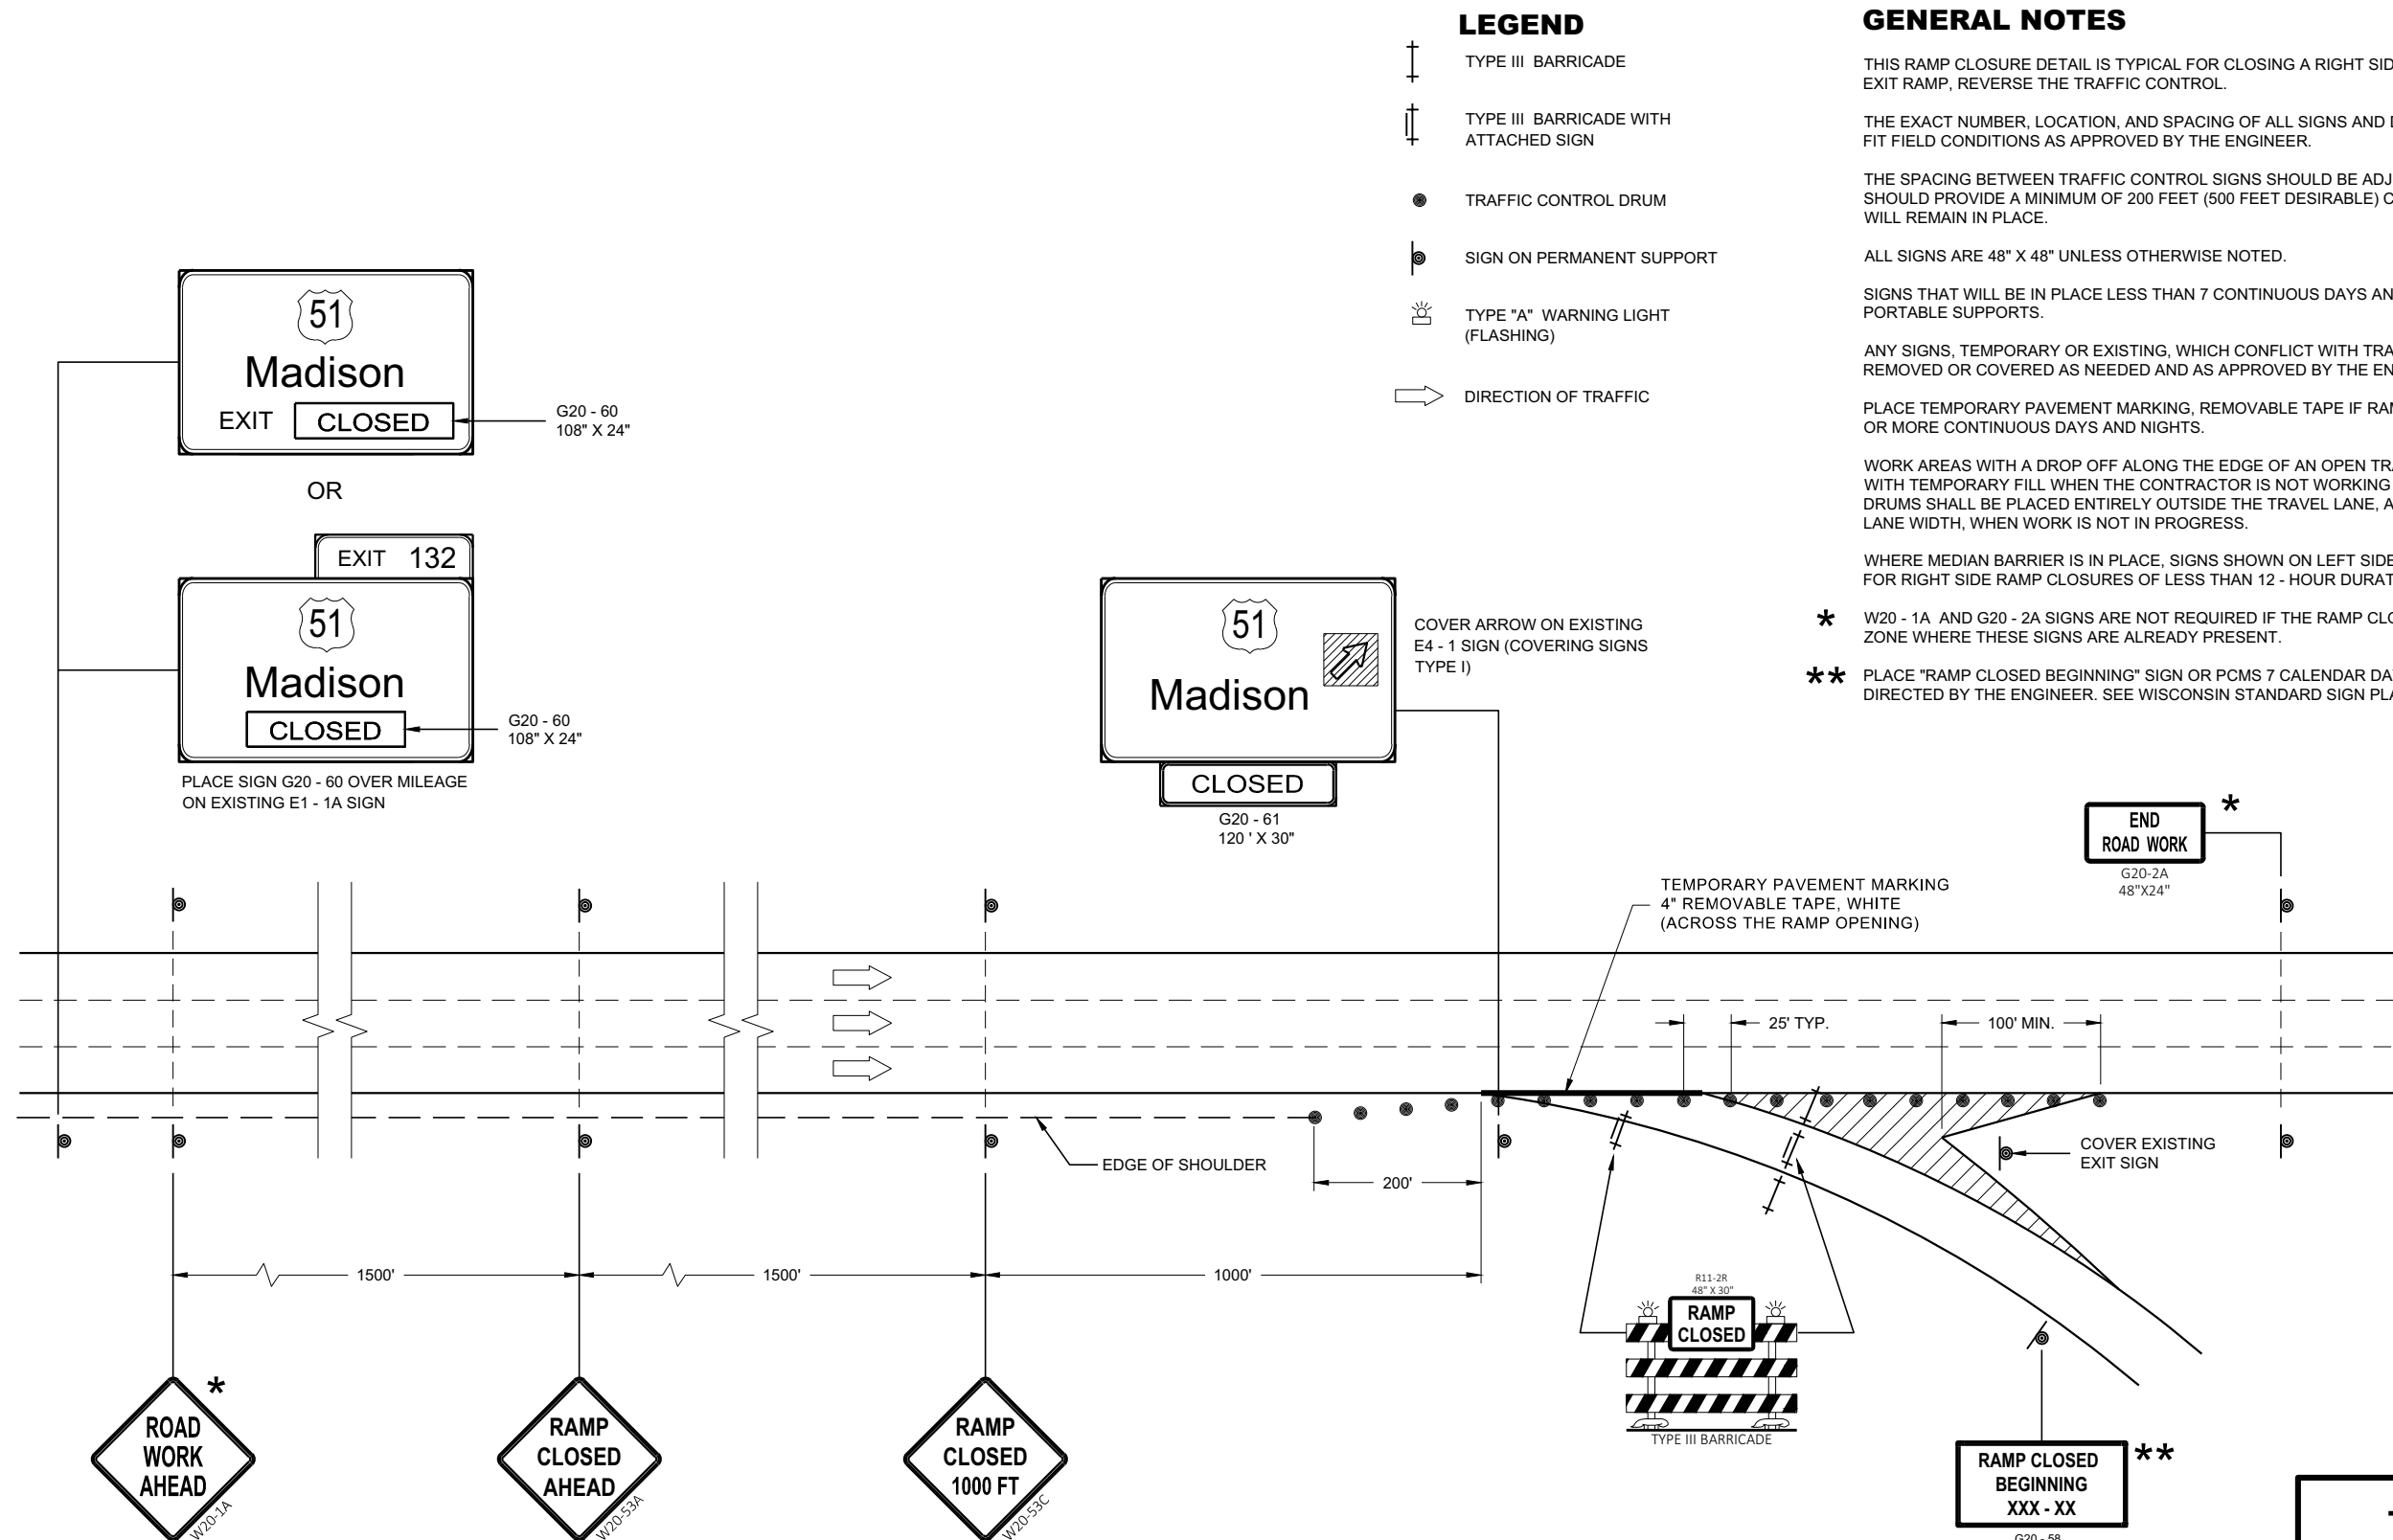 LEGEND
TYPE III BARRICADE
TYPE III BARRICADE WITH
ATTACHED SIGN
TRAFFIC CONTROL DRUM
SIGN ON PERMANENT SUPPORT
TYPE "A" WARNING LIGHT
(FLASHING)
DIRECTION OF TRAFFIC
GENERAL NOTES
THIS RAMP CLOSURE DETAIL IS TYPICAL FOR CLOSING A RIGHT SID
EXIT RAMP, REVERSE THE TRAFFIC CONTROL.
THE EXACT NUMBER, LOCATION, AND SPACING OF ALL SIGNS AND
FIT FIELD CONDITIONS AS APPROVED BY THE ENGINEER.
THE SPACING BETWEEN TRAFFIC CONTROL SIGNS SHOULD BE ADJ
SHOULD PROVIDE A MINIMUM OF 200 FEET (500 FEET DESIRABLE)
WILL REMAIN IN PLACE.
ALL SIGNS ARE 48" X 48" UNLESS OTHERWISE NOTED.
SIGNS THAT WILL BE IN PLACE LESS THAN 7 CONTINUOUS DAYS AN
PORTABLE SUPPORTS.
ANY SIGNS, TEMPORARY OR EXISTING, WHICH CONFLICT WITH TRA
REMOVED OR COVERED AS NEEDED AND AS APPROVED BY THE EN
PLACE TEMPORARY PAVEMENT MARKING, REMOVABLE TAPE IF RA
OR MORE CONTINUOUS DAYS AND NIGHTS.
WORK AREAS WITH A DROP OFF ALONG THE EDGE OF AN OPEN TRA
WITH TEMPORARY FILL WHEN THE CONTRACTOR IS NOT WORKING
DRUMS SHALL BE PLACED ENTIRELY OUTSIDE THE TRAVEL LANE, A
LANE WIDTH, WHEN WORK IS NOT IN PROGRESS.
WHERE MEDIAN BARRIER IS IN PLACE, SIGNS SHOWN ON LEFT SIDE
FOR RIGHT SIDE RAMP CLOSURES OF LESS THAN 12 - HOUR DURAT
* W20 - 1A AND G20 - 2A SIGNS ARE NOT REQUIRED IF THE RAMP CLO
ZONE WHERE THESE SIGNS ARE ALREADY PRESENT.
** PLACE "RAMP CLOSED BEGINNING" SIGN OR PCMS 7 CALENDAR DA
DIRECTED BY THE ENGINEER. SEE WISCONSIN STANDARD SIGN PLA
51
Madison
EXIT CLOSED
G20 - 60
108" X 24"
OR
EXIT 132
51
Madison
CLOSED
G20 - 60
108" X 24"
PLACE SIGN G20 - 60 OVER MILEAGE
ON EXISTING E1 - 1A SIGN
51
Madison
CLOSED
G20 - 61
120 ' X 30"
COVER ARROW ON EXISTING
E4 - 1 SIGN (COVERING SIGNS
TYPE I)
END
ROAD WORK
*
G20-2A
48"X24"
TEMPORARY PAVEMENT MARKING
4" REMOVABLE TAPE, WHITE
(ACROSS THE RAMP OPENING)
25' TYP.
100' MIN.
EDGE OF SHOULDER
200'
COVER EXISTING
EXIT SIGN
1500'
1500'
1000'
R11-2R
48" X 30"
RAMP
CLOSED
TYPE III BARRICADE
ROAD
WORK
AHEAD
*
W20-1A
RAMP
CLOSED
AHEAD
W20-53A
RAMP
CLOSED
1000 FT
W20-53C
RAMP CLOSED
BEGINNING
XXX - XX
**
G20 - 58